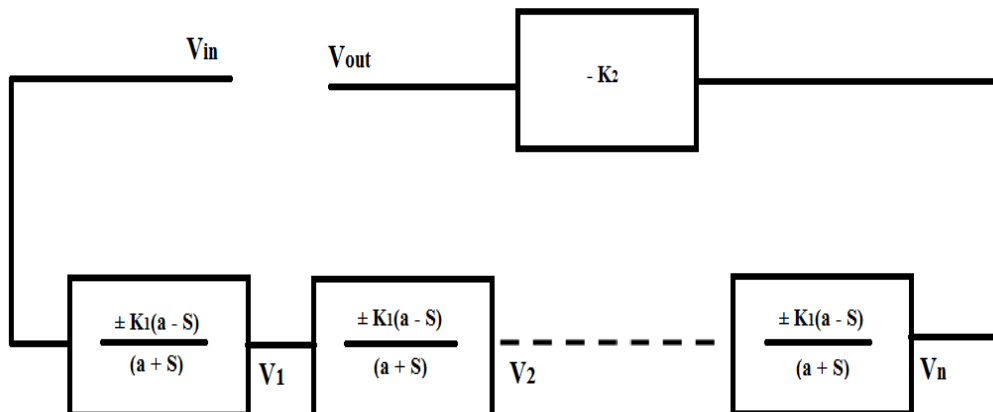 Vin
Vout
- K2
± K1(a - S)
(a + S)
V1
± K1(a - S)
(a + S)
V2
± K1(a - S)
(a + S)
Vn